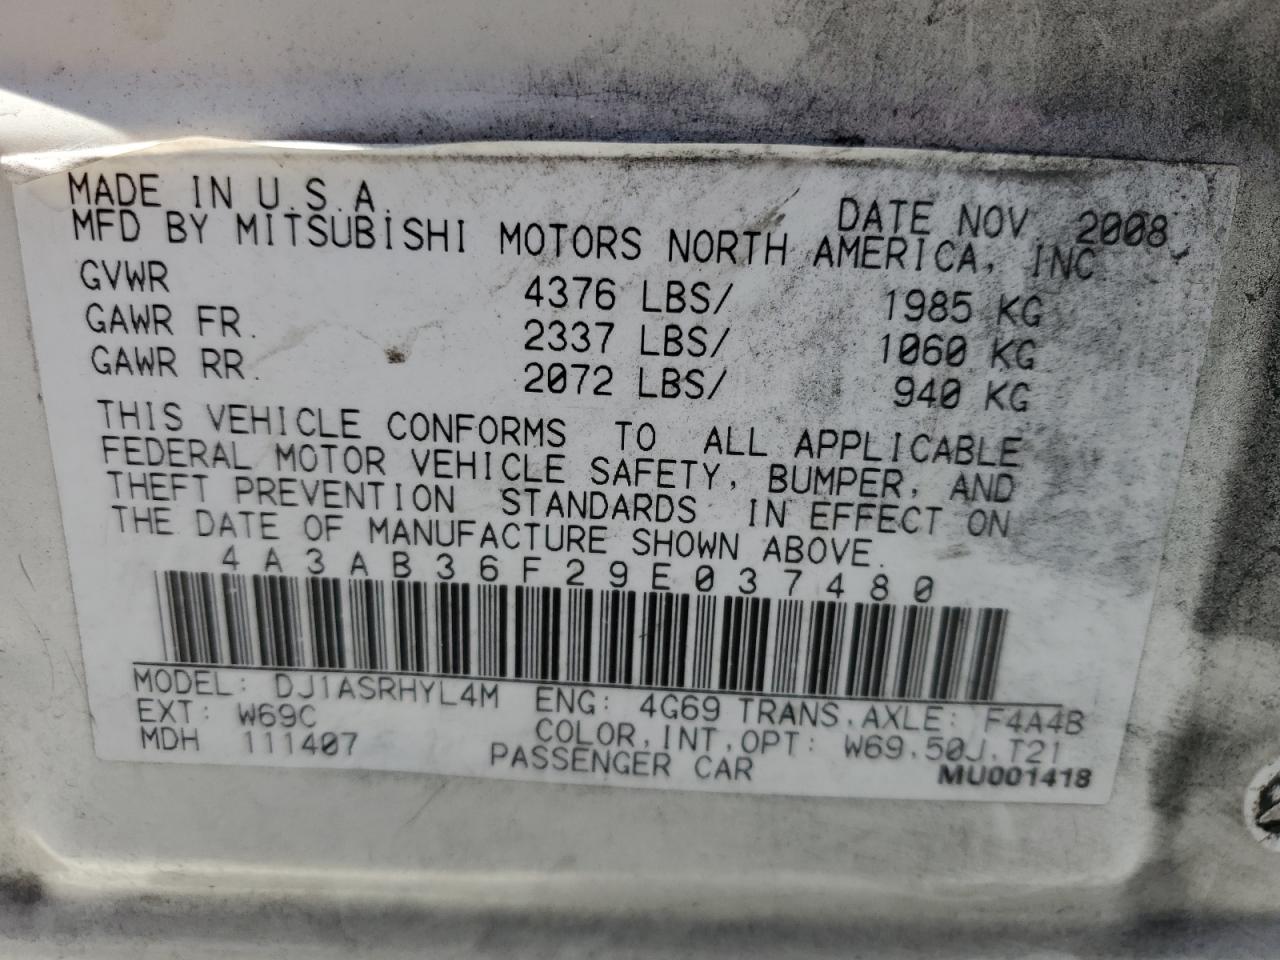 MADE IN U.S.A. DATE NOV 2008
MFD BY MITSUBISHI MOTORS NORTH AMERICA, INC
GVWR 4376 LBS/ 1985 KG
GAWR FR. 2337 LBS/ 1060 KG
GAWR RR. 2072 LBS/ 940 KG
THIS VEHICLE CONFORMS TO ALL APPLICABLE
FEDERAL MOTOR VEHICLE SAFETY, BUMPER, AND
THEFT PREVENTION STANDARDS IN EFFECT ON
THE DATE OF MANUFACTURE SHOWN ABOVE.
4A3AB36F29E037480
MODEL: DJ1ASRHYL4M ENG: 4G69 TRANS.AXLE: F4A4B
EXT: W69C COLOR,INT,OPT: W69.50J.T21
MDH 111407 PASSENGER CAR MU001418